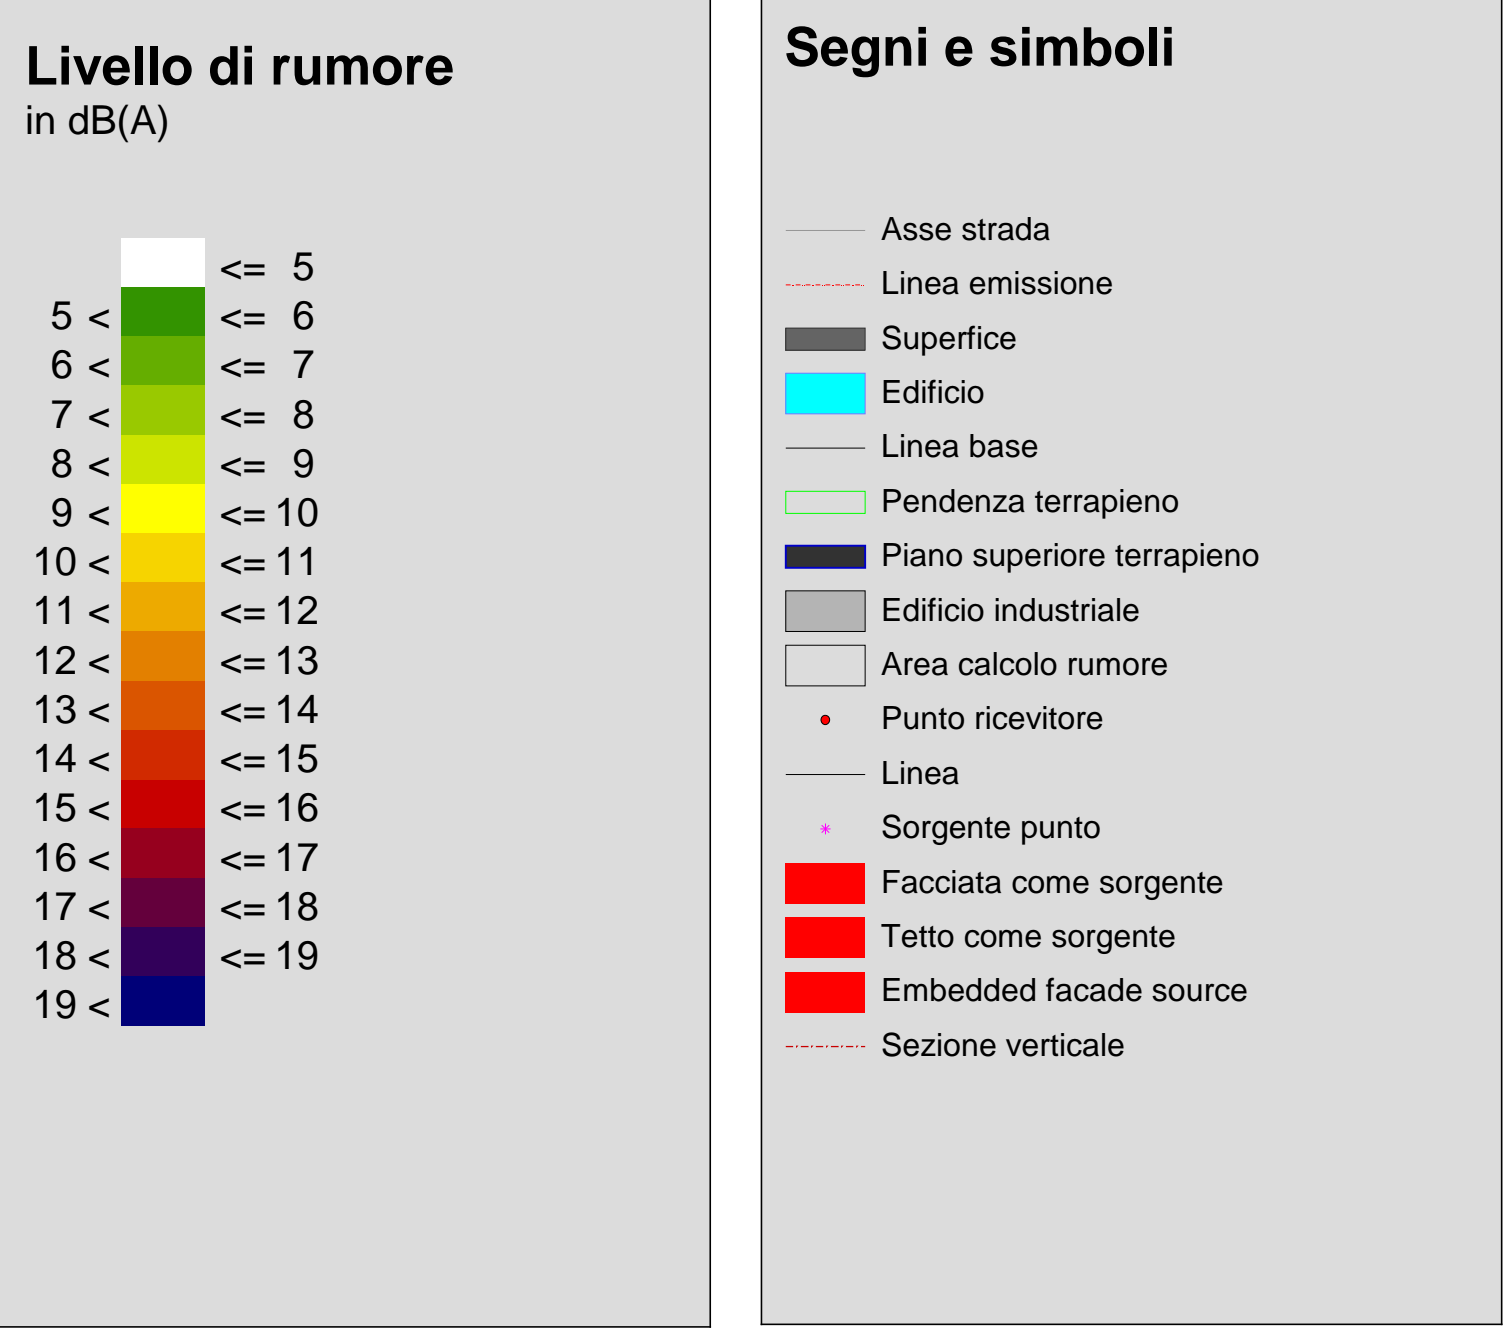 Livello di rumore
in dB(A)
<= 5
5 < <= 6
6 < <= 7
7 < <= 8
8 < <= 9
9 < <= 10
10 < <= 11
11 < <= 12
12 < <= 13
13 < <= 14
14 < <= 15
15 < <= 16
16 < <= 17
17 < <= 18
18 < <= 19
19 <
Segni e simboli
Asse strada
Linea emissione
Superfice
Edificio
Linea base
Pendenza terrapieno
Piano superiore terrapieno
Edificio industriale
Area calcolo rumore
Punto ricevitore
Linea
Sorgente punto
Facciata come sorgente
Tetto come sorgente
Embedded facade source
Sezione verticale